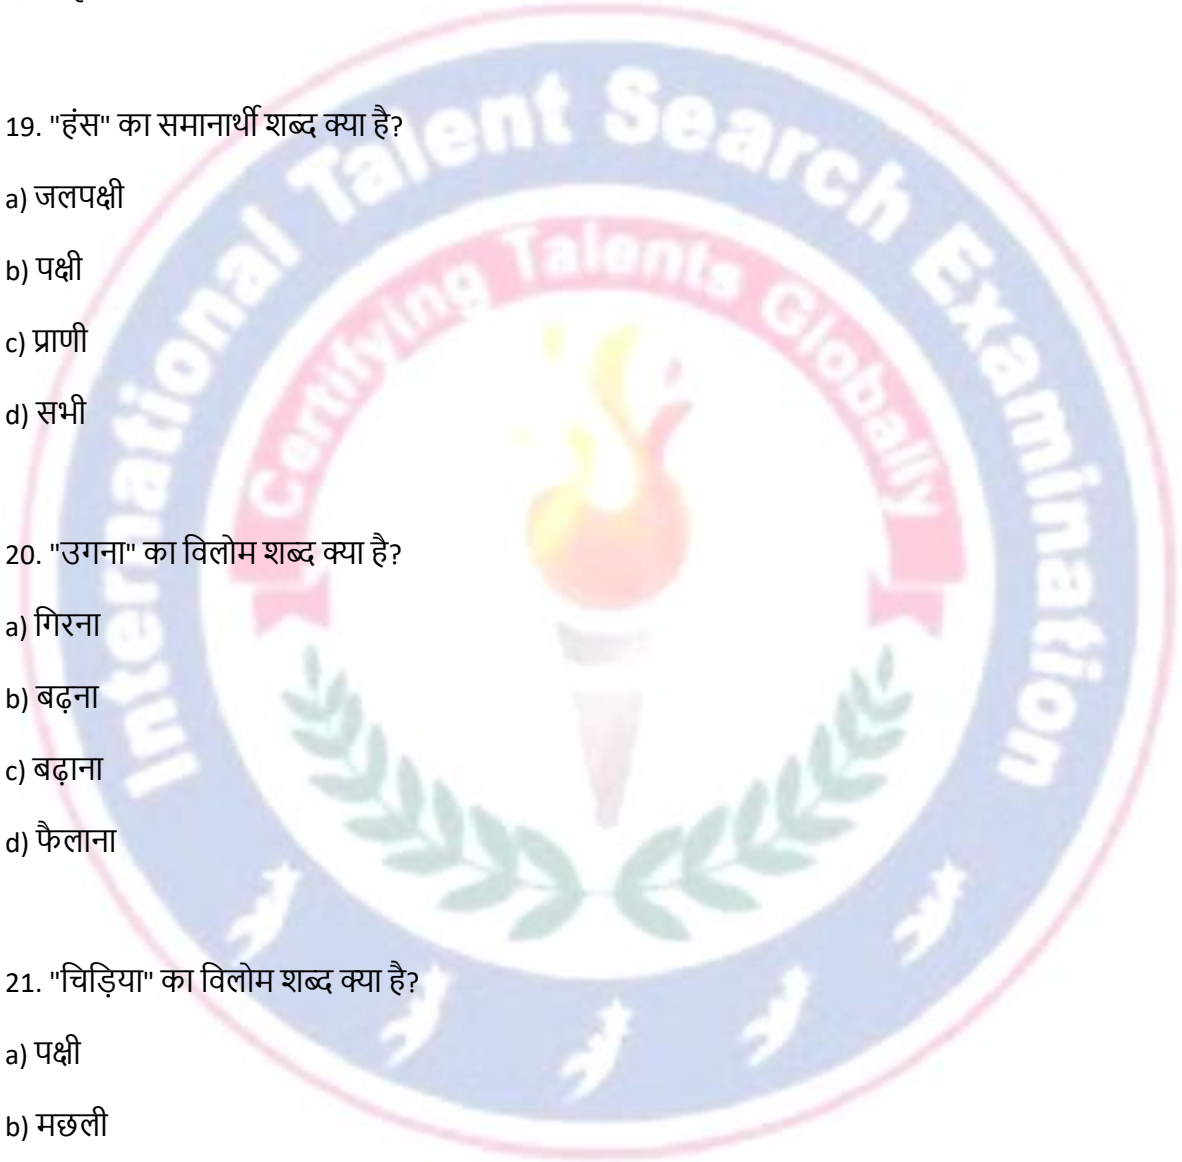 19. "हंस" का समानार्थी शब्द क्या है?
a) जलपक्षी
b) पक्षी
c) प्राणी
d) सभी
20. "उगना" का विलोम शब्द क्या है?
a) गिरना
b) बढ़ना
c) बढ़ाना
d) फैलाना
21. "चिड़िया" का विलोम शब्द क्या है?
a) पक्षी
b) मछली
International Talent Search Examination
Certifying Talents Globally